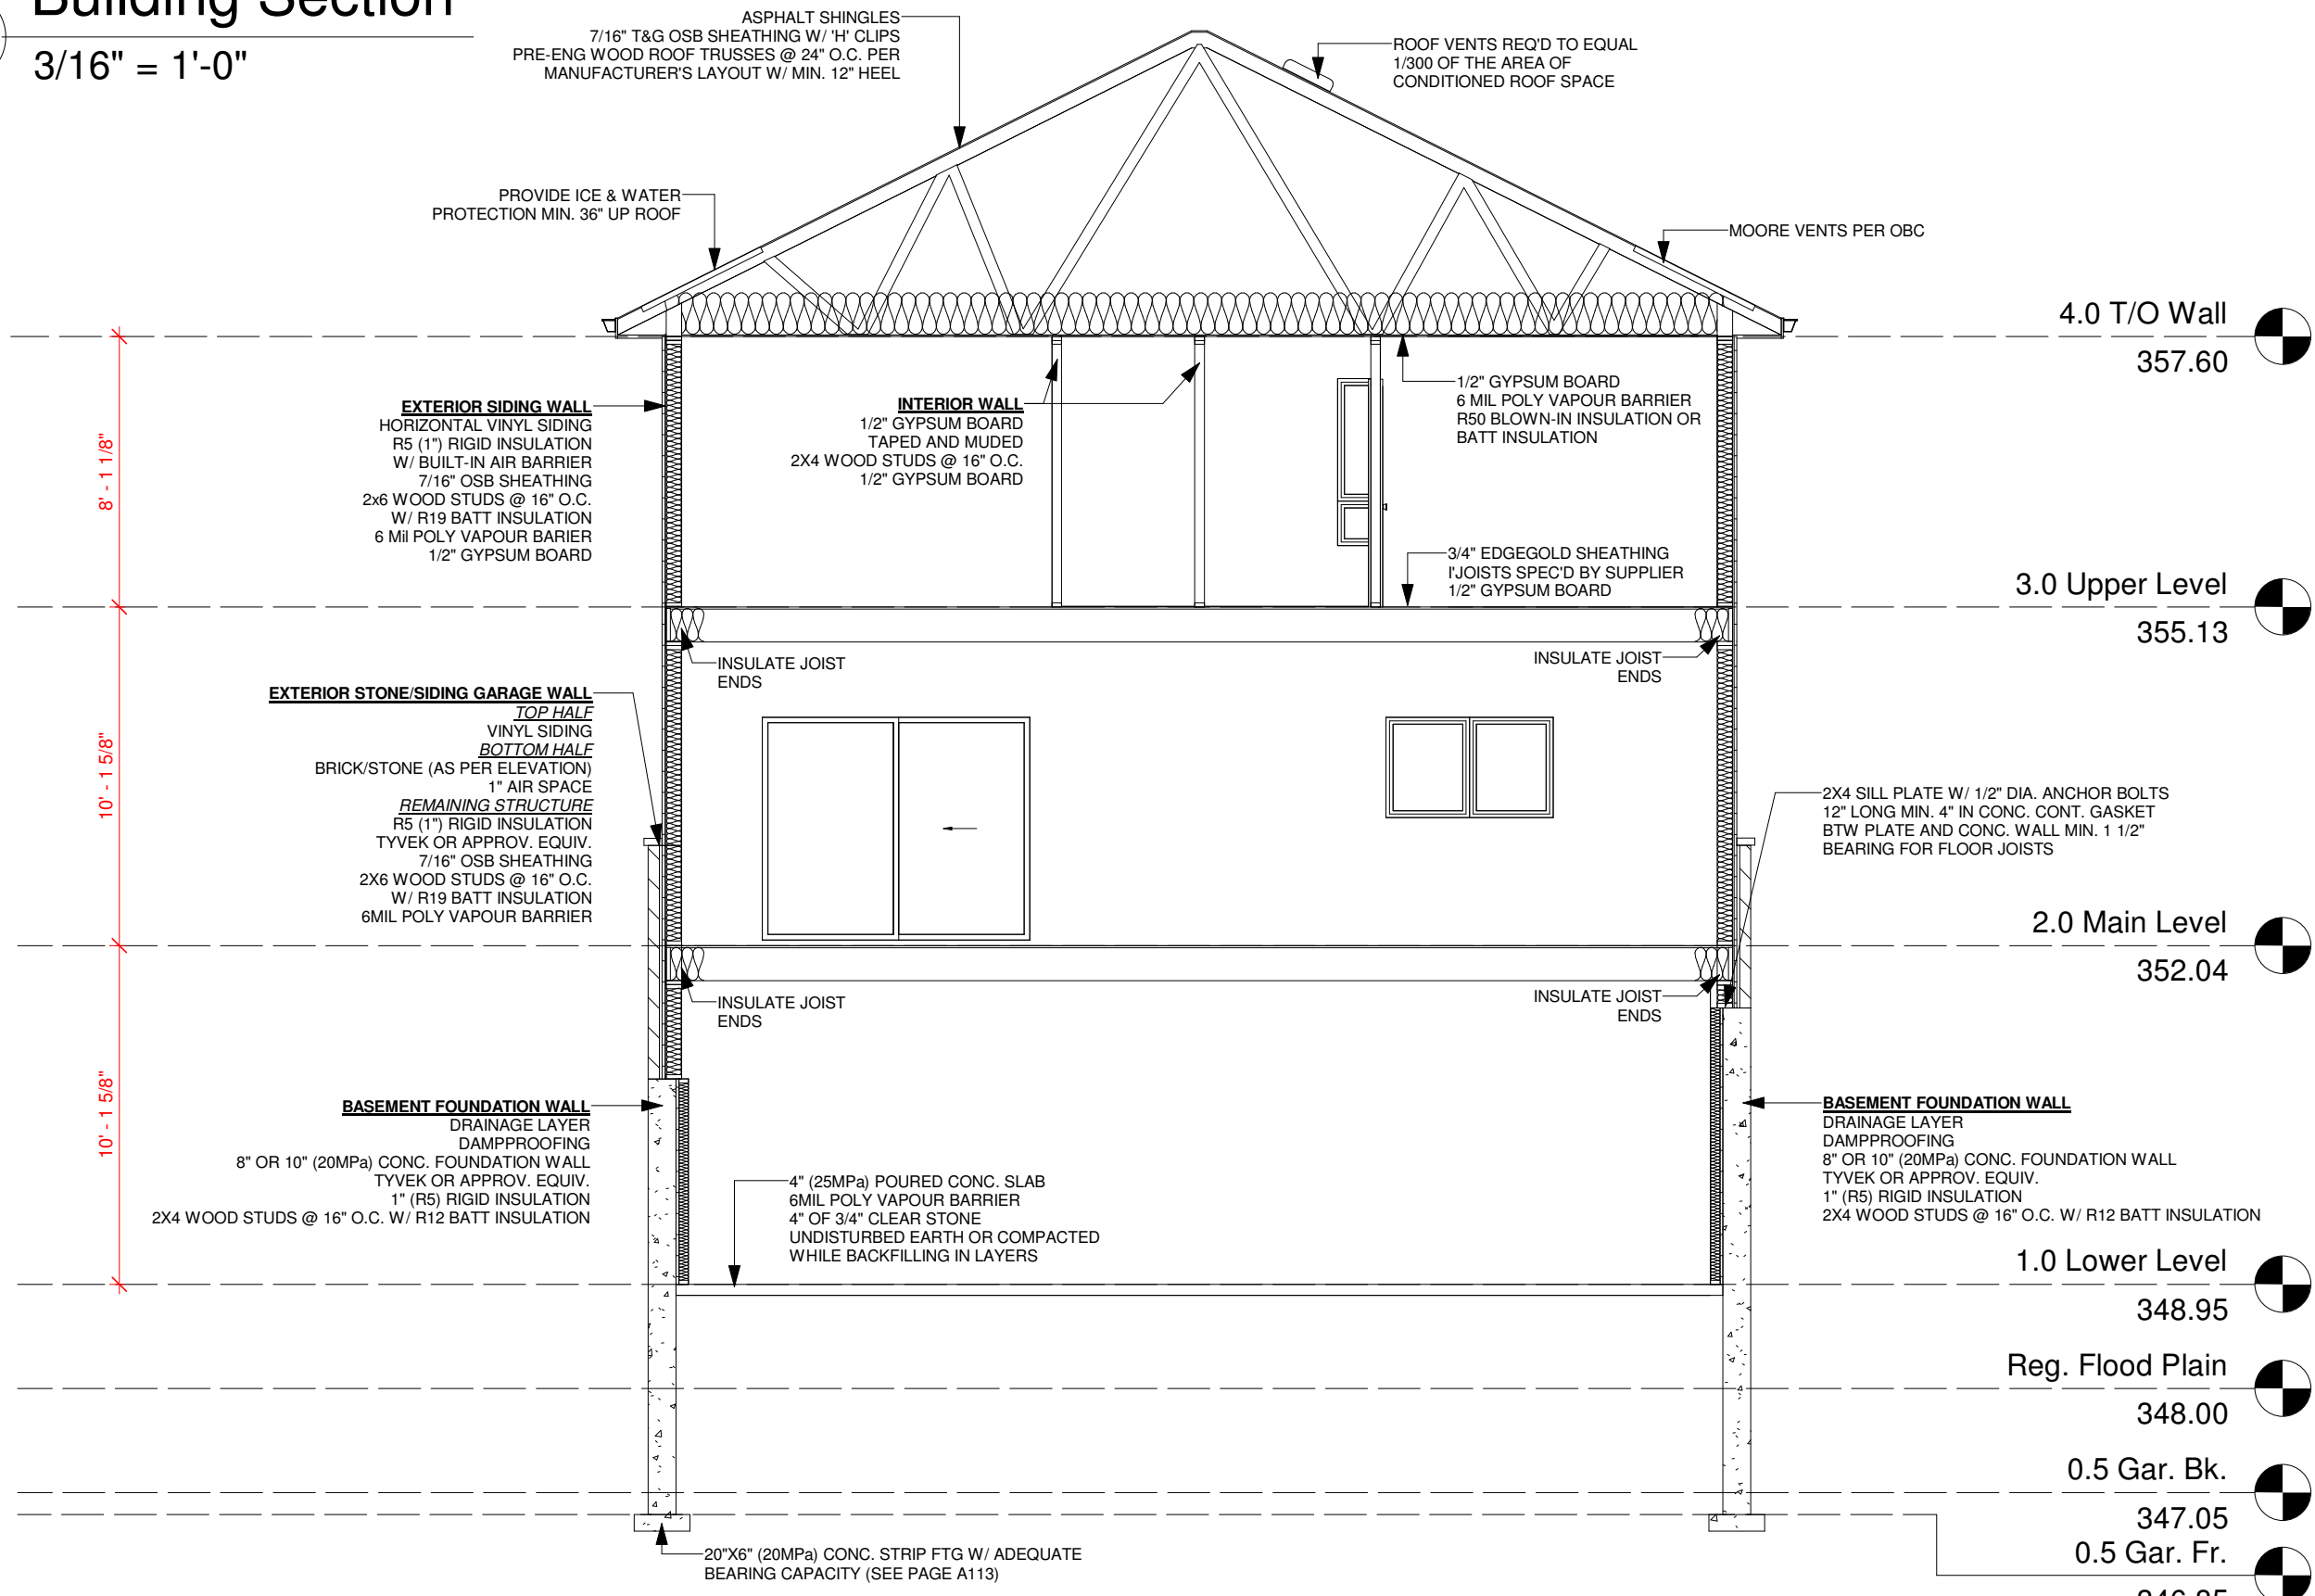 Building Section
3/16" = 1'-0"
ASPHALT SHINGLES
7/16" T&G OSB SHEATHING W/ 'H' CLIPS
PRE-ENG WOOD ROOF TRUSSES @ 24" O.C. PER
MANUFACTURER'S LAYOUT W/ MIN. 12" HEEL
ROOF VENTS REQ'D TO EQUAL
1/300 OF THE AREA OF
CONDITIONED ROOF SPACE
PROVIDE ICE & WATER
PROTECTION MIN. 36" UP ROOF
MOORE VENTS PER OBC
4.0 T/O Wall
357.60
8' - 1 1/8"
EXTERIOR SIDING WALL
HORIZONTAL VINYL SIDING
R5 (1") RIGID INSULATION
W/ BUILT-IN AIR BARRIER
7/16" OSB SHEATHING
2x6 WOOD STUDS @ 16" O.C.
W/ R19 BATT INSULATION
6 Mil POLY VAPOUR BARIER
1/2" GYPSUM BOARD
INTERIOR WALL
1/2" GYPSUM BOARD
TAPED AND MUDED
2X4 WOOD STUDS @ 16" O.C.
1/2" GYPSUM BOARD
1/2" GYPSUM BOARD
6 MIL POLY VAPOUR BARRIER
R50 BLOWN-IN INSULATION OR
BATT INSULATION
3/4" EDGEGOLD SHEATHING
I'JOISTS SPEC'D BY SUPPLIER
1/2" GYPSUM BOARD
3.0 Upper Level
355.13
INSULATE JOIST
ENDS
INSULATE JOIST
ENDS
10' - 1 5/8"
EXTERIOR STONE/SIDING GARAGE WALL
TOP HALF
VINYL SIDING
BOTTOM HALF
BRICK/STONE (AS PER ELEVATION)
1" AIR SPACE
REMAINING STRUCTURE
R5 (1") RIGID INSULATION
TYVEK OR APPROV. EQUIV.
7/16" OSB SHEATHING
2X6 WOOD STUDS @ 16" O.C.
W/ R19 BATT INSULATION
6MIL POLY VAPOUR BARRIER
2X4 SILL PLATE W/ 1/2" DIA. ANCHOR BOLTS
12" LONG MIN. 4" IN CONC. CONT. GASKET
BTW PLATE AND CONC. WALL MIN. 1 1/2"
BEARING FOR FLOOR JOISTS
2.0 Main Level
352.04
INSULATE JOIST
ENDS
INSULATE JOIST
ENDS
10' - 1 5/8"
BASEMENT FOUNDATION WALL
DRAINAGE LAYER
DAMPPROOFING
8" OR 10" (20MPa) CONC. FOUNDATION WALL
TYVEK OR APPROV. EQUIV.
1" (R5) RIGID INSULATION
2X4 WOOD STUDS @ 16" O.C. W/ R12 BATT INSULATION
4" (25MPa) POURED CONC. SLAB
6MIL POLY VAPOUR BARRIER
4" OF 3/4" CLEAR STONE
UNDISTURBED EARTH OR COMPACTED
WHILE BACKFILLING IN LAYERS
BASEMENT FOUNDATION WALL
DRAINAGE LAYER
DAMPPROOFING
8" OR 10" (20MPa) CONC. FOUNDATION WALL
TYVEK OR APPROV. EQUIV.
1" (R5) RIGID INSULATION
2X4 WOOD STUDS @ 16" O.C. W/ R12 BATT INSULATION
1.0 Lower Level
348.95
Reg. Flood Plain
348.00
0.5 Gar. Bk.
347.05
0.5 Gar. Fr.
20"X6" (20MPa) CONC. STRIP FTG W/ ADEQUATE
BEARING CAPACITY (SEE PAGE A113)